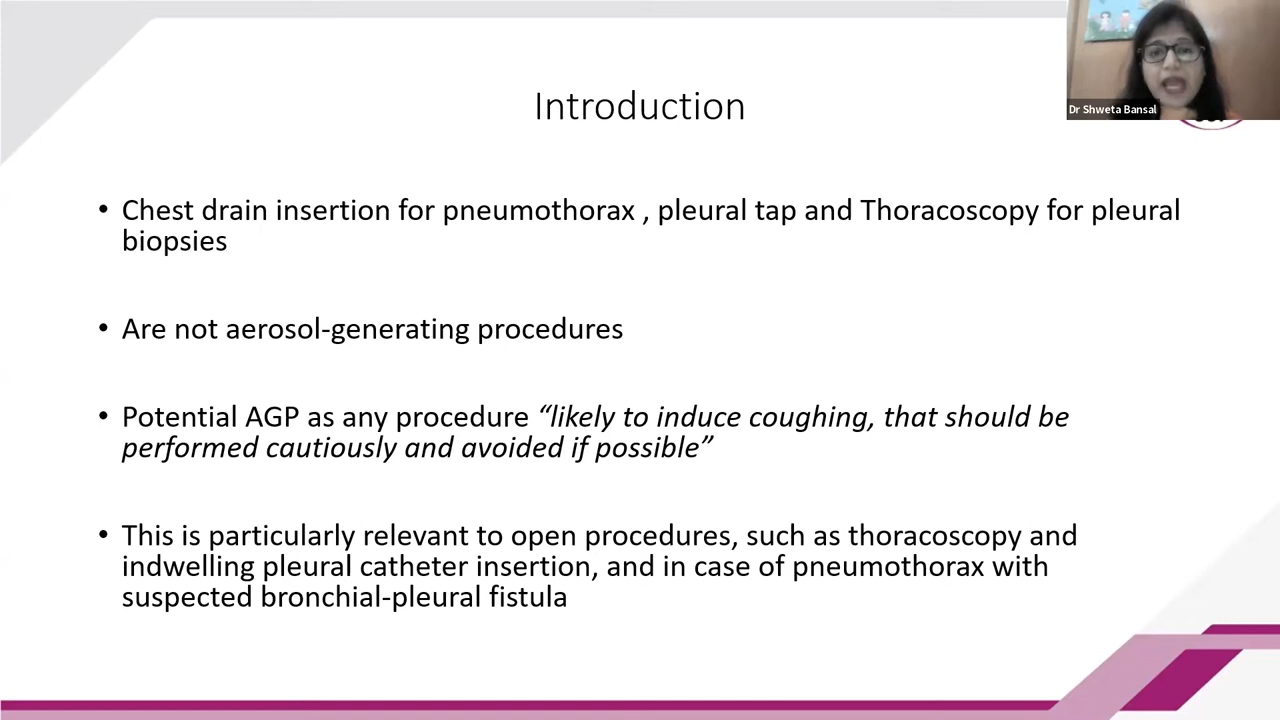 Dr Shweta Bansal
Introduction
• Chest drain insertion for pneumothorax , pleural tap and Thoracoscopy for pleural
biopsies
• Are not aerosol-generating procedures
• Potential AGP as any procedure “likely to induce coughing, that should be
performed cautiously and avoided if possible”
• This is particularly relevant to open procedures, such as thoracoscopy and
indwelling pleural catheter insertion, and in case of pneumothorax with
suspected bronchial-pleural fistula